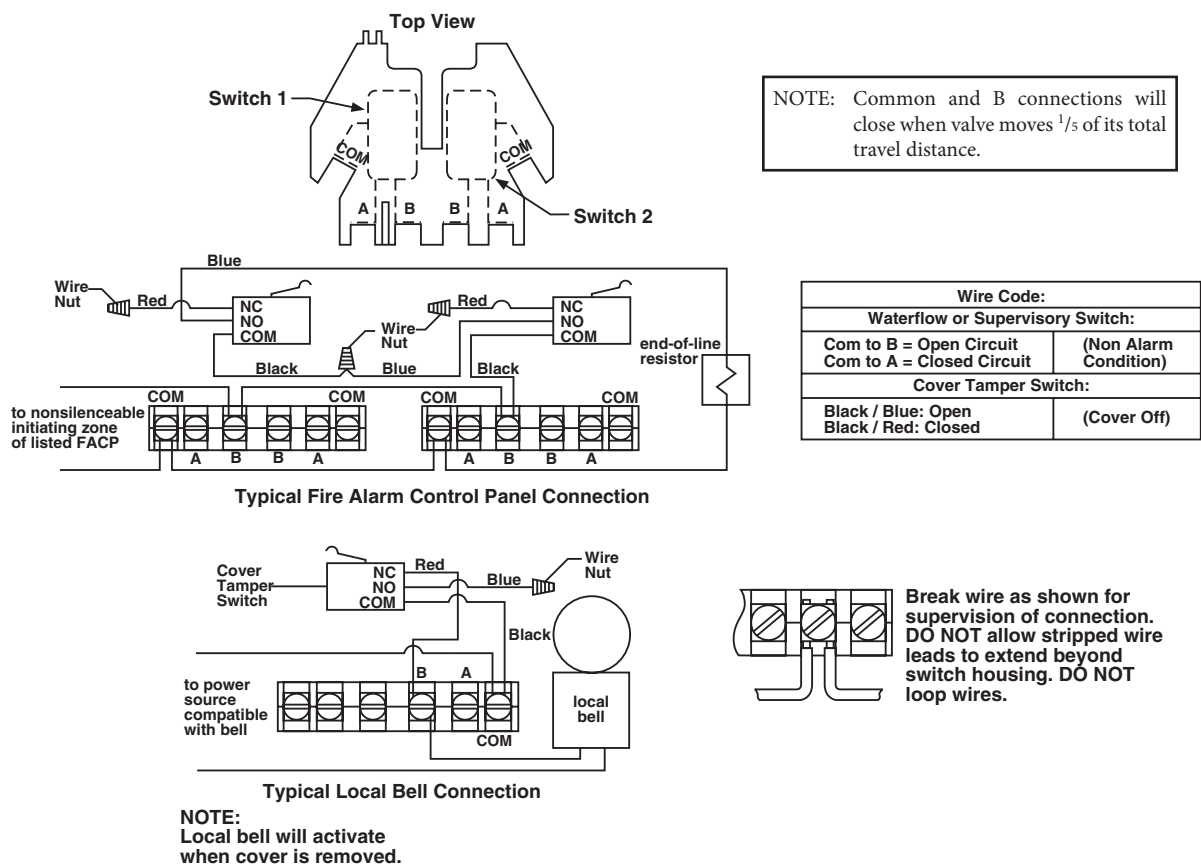 Top View
Switch 1
COM
COM
A
B
B
A
Switch 2
NOTE: Common and B connections will
close when valve moves 1/5 of its total
travel distance.
Blue
Wire
Nut
Red
NC
NO
COM
Wire
Nut
Red
NC
NO
COM
Black
Blue
Black
end-of-line
resistor
to nonsilenceable
initiating zone
of listed FACP
COM
COM
COM
COM
A
B
B
A
A
B
B
A
Typical Fire Alarm Control Panel Connection
Wire Code:
Waterflow or Supervisory Switch:
Com to B = Open Circuit
Com to A = Closed Circuit
(Non Alarm
Condition)
Cover Tamper Switch:
Black / Blue: Open
Black / Red: Closed
(Cover Off)
Cover
Tamper
Switch
NC
NO
COM
Red
Blue
Wire
Nut
Black
B
A
to power
source
compatible
with bell
COM
local
bell
Typical Local Bell Connection
NOTE:
Local bell will activate
when cover is removed.
Break wire as shown for
supervision of connection.
DO NOT allow stripped wire
leads to extend beyond
switch housing. DO NOT
loop wires.